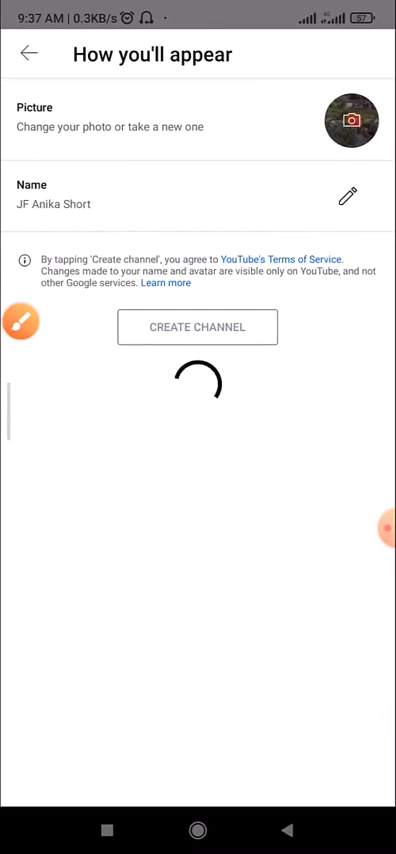 9:37 AM | 0.3KB/s
4G
57
How you'll appear
Picture
Change your photo or take a new one
Name
JF Anika Short
By tapping 'Create channel', you agree to YouTube's Terms of Service.
Changes made to your name and avatar are visible only on YouTube, and not
other Google services. Learn more
CREATE CHANNEL